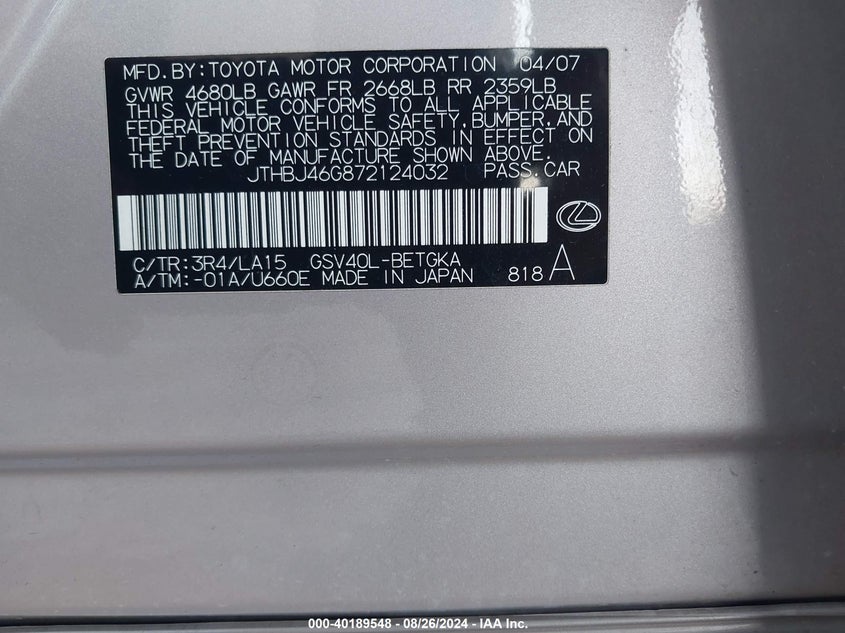 MFD. BY: TOYOTA MOTOR CORPORATION 04/07
GVWR 4680LB GAWR FR 2668LB RR 2359LB
THIS VEHICLE CONFORMS TO ALL APPLICABLE
FEDERAL MOTOR VEHICLE SAFETY, BUMPER, AND
THEFT PREVENTION STANDARDS IN EFFECT ON
THE DATE OF MANUFACTURE SHOWN ABOVE.
JTHBJ46G872124032 PASS. CAR
C/TR: 3R4/LA15 GSV40L-BETGKA
A/TM: -01A/U660E MADE IN JAPAN 818 A
000-40189548 - 08/26/2024 - IAA Inc.